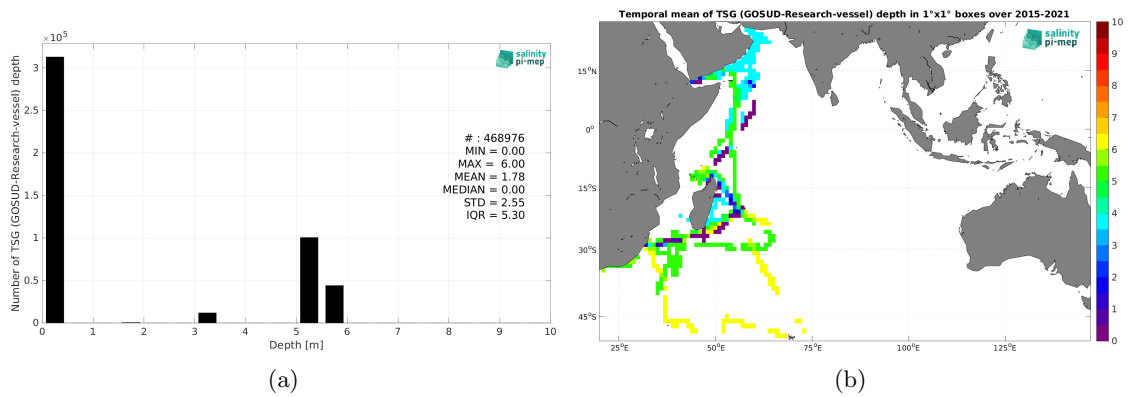 ×10⁵
3
2.5
2
1.5
1
0.5
0
Number of TSG (GOSUD-Research-vessel) depth
salinity
pi-mep
# : 468976
MIN = 0.00
MAX = 6.00
MEAN = 1.78
MEDIAN = 0.00
STD = 2.55
IQR = 5.30
0 1 2 3 4 5 6 7 8 9 10
Depth [m]
(a)
Temporal mean of TSG (GOSUD-Research-vessel) depth in 1°x1° boxes over 2015-2021
salinity
pi-mep
15°N
0°
15°S
30°S
45°S
25°E 50°E 75°E 100°E 125°E
10
9
8
7
6
5
4
3
2
1
0
(b)